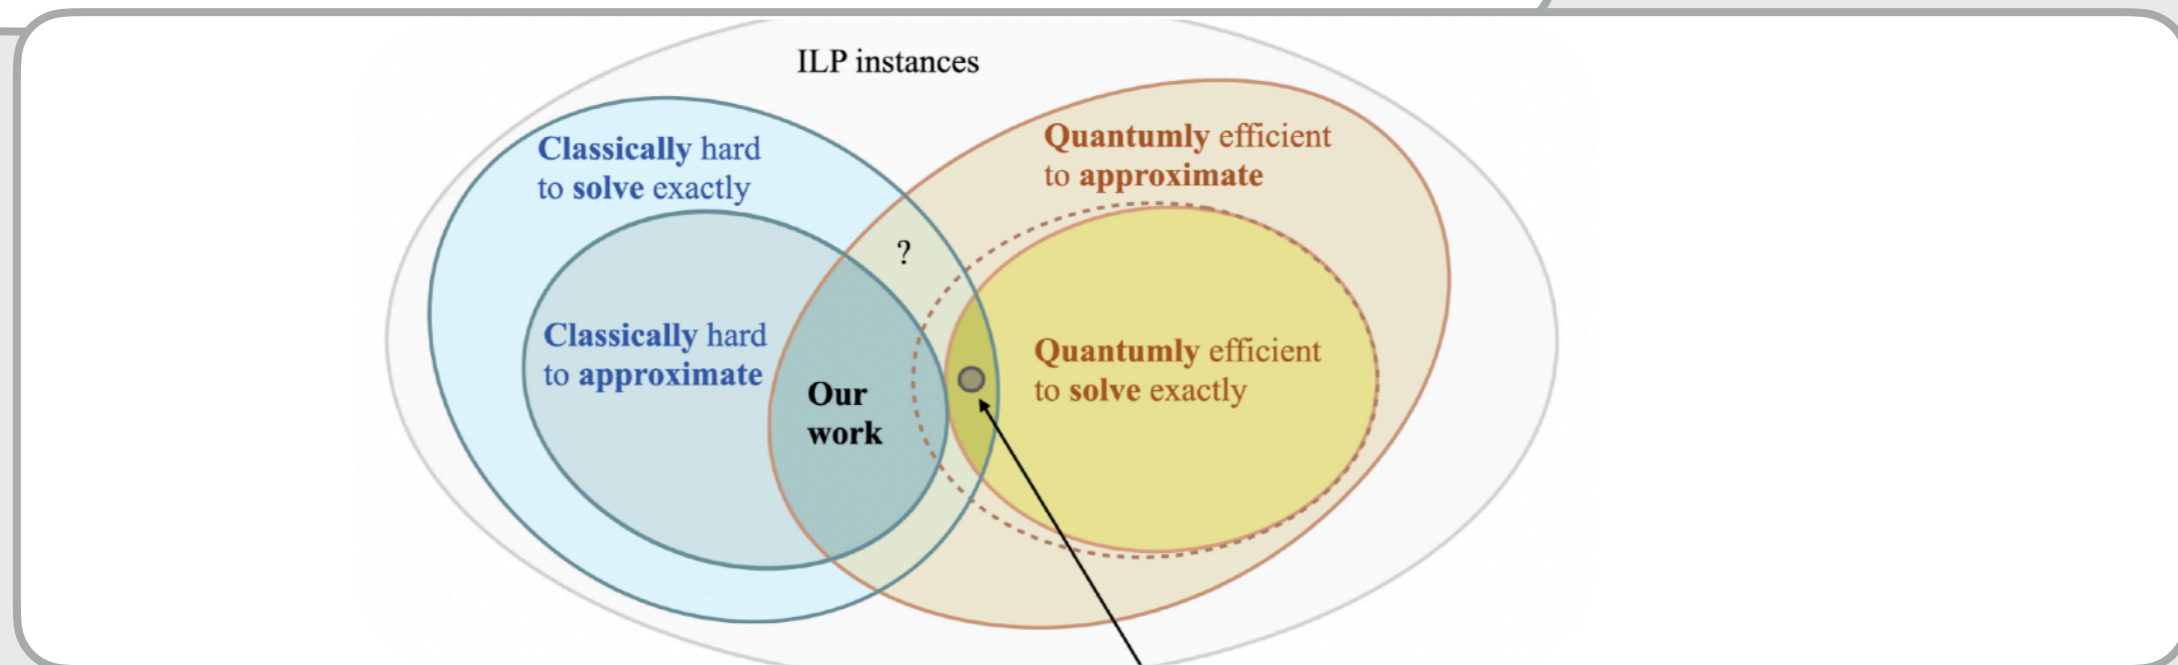 ILP instances
Classically hard
to solve exactly
Quantumly efficient
to approximate
?
Classically hard
to approximate
Our
work
Quantumly efficient
to solve exactly